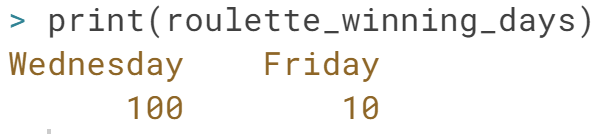 > print(roulette_winning_days)
Wednesday    Friday
      100        10